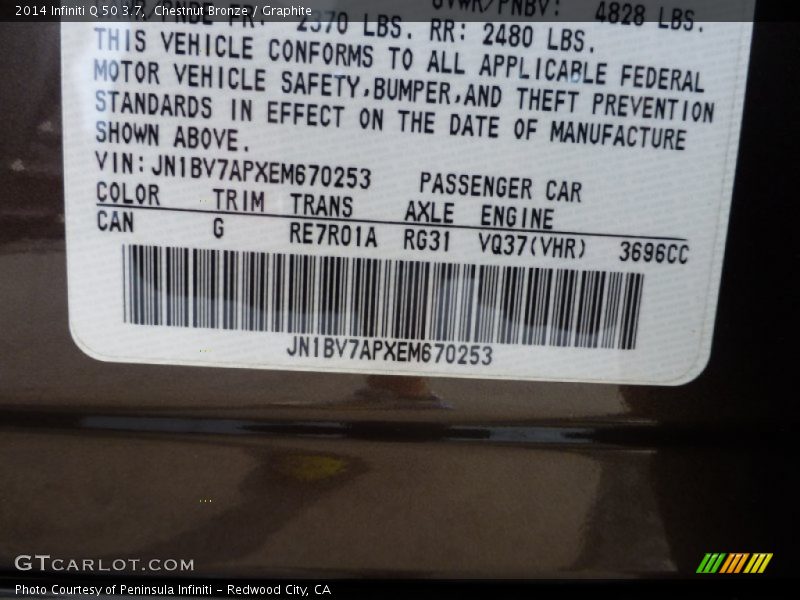 2014 Infiniti Q 50 3.7, Chestnut Bronze / Graphite
2370 LBS. RR: 2480 LBS. 4828 LBS.
THIS VEHICLE CONFORMS TO ALL APPLICABLE FEDERAL
MOTOR VEHICLE SAFETY,BUMPER,AND THEFT PREVENTION
STANDARDS IN EFFECT ON THE DATE OF MANUFACTURE
SHOWN ABOVE.
VIN:JN1BV7APXEM670253 PASSENGER CAR
COLOR TRIM TRANS AXLE ENGINE
CAN G RE7R01A RG31 VQ37(VHR) 3696CC
JN1BV7APXEM670253
GTCARLOT.COM
Photo Courtesy of Peninsula Infiniti - Redwood City, CA